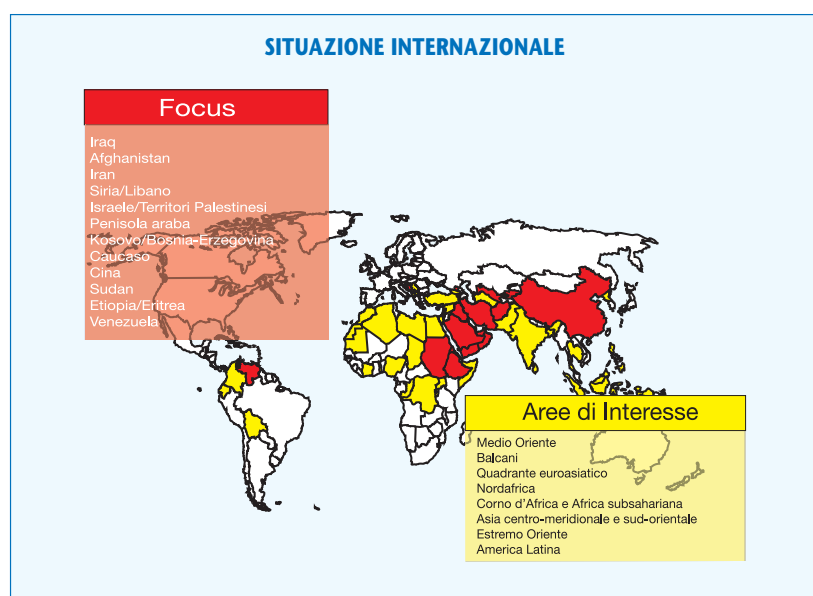 SITUAZIONE INTERNAZIONALE
Focus
Iraq
Afghanistan
Iran
Siria/Libano
Israele/Territori Palestinesi
Penisola araba
Kosovo/Bosnia-Erzegovina
Caucaso
Cina
Sudan
Etiopia/Eritrea
Venezuela
Aree di Interesse
Medio Oriente
Balcani
Quadrante euroasiatico
Nordafrica
Corno d'Africa e Africa subsahariana
Asia centro-meridionale e sud-orientale
Estremo Oriente
America Latina